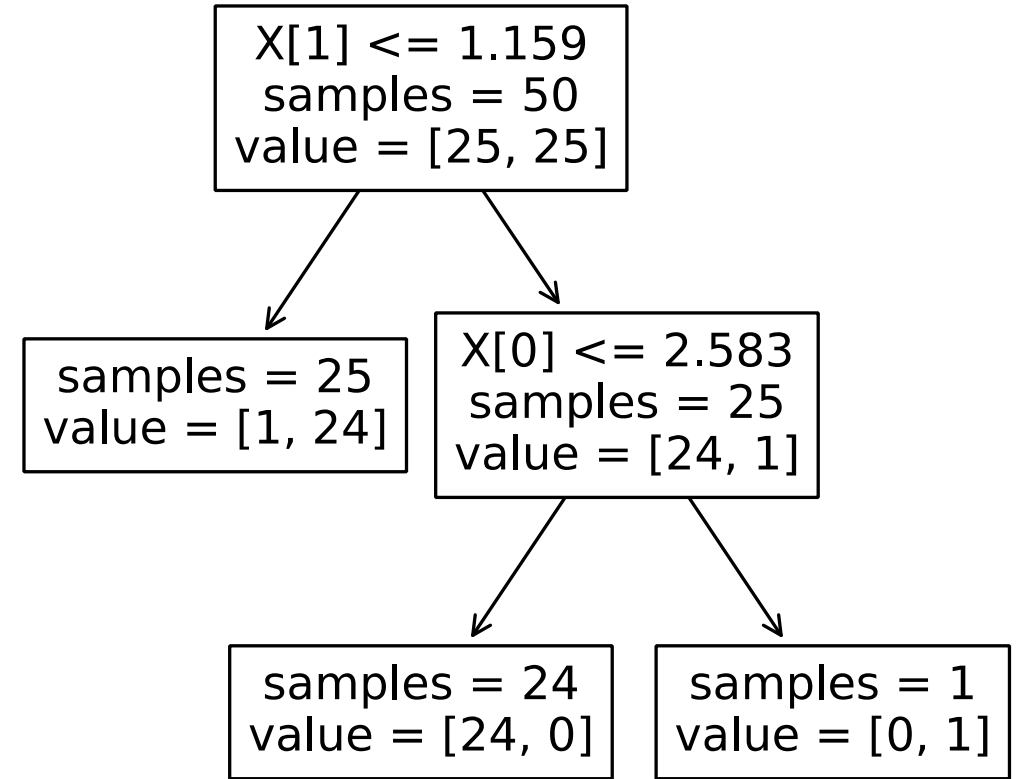 X[1] <= 1.159
samples = 50
value = [25, 25]
samples = 25
value = [1, 24]
X[0] <= 2.583
samples = 25
value = [24, 1]
samples = 24
value = [24, 0]
samples = 1
value = [0, 1]